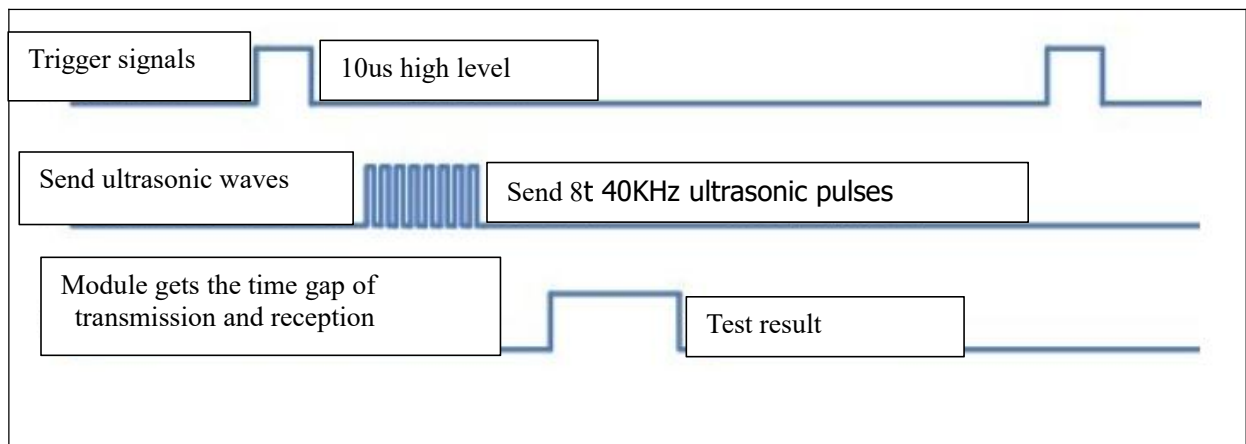 Trigger signals
10us high level
Send ultrasonic waves
Send 8t 40KHz ultrasonic pulses
Module gets the time gap of
transmission and reception
Test result